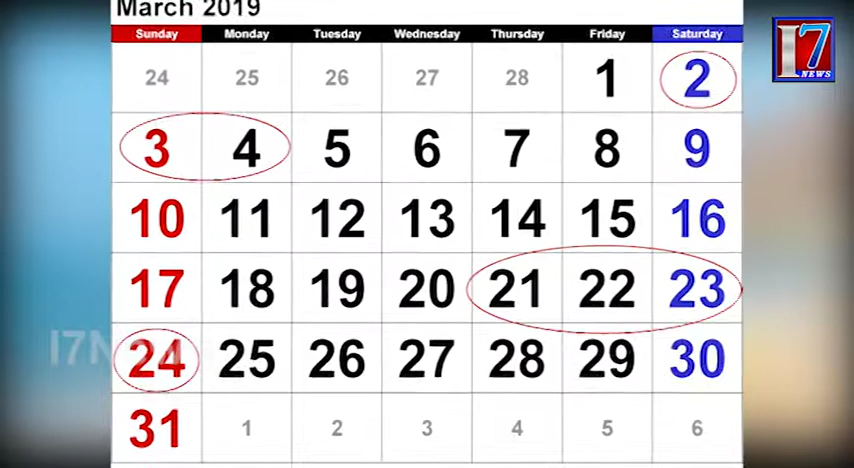 March 2019
Sunday Monday Tuesday Wednesday Thursday Friday Saturday
24 25 26 27 28 1 2
3 4 5 6 7 8 9
10 11 12 13 14 15 16
17 18 19 20 21 22 23
24 25 26 27 28 29 30
31 1 2 3 4 5 6
I7
NEWS